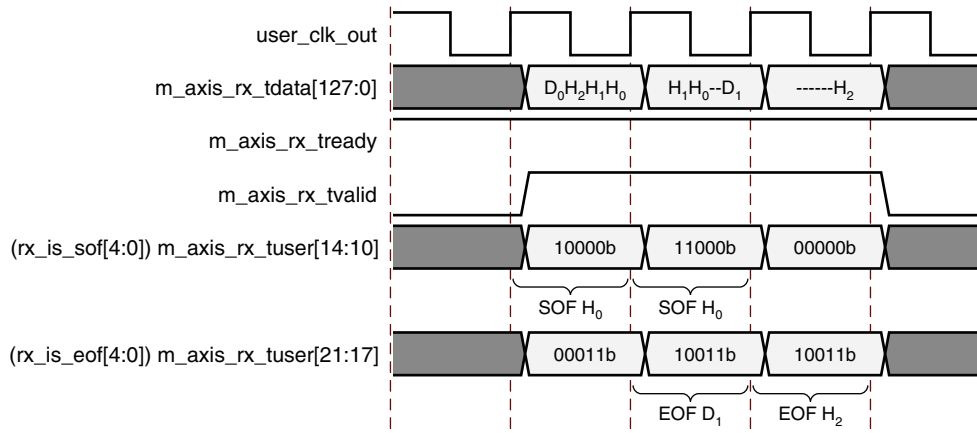 user_clk_out
m_axis_rx_tdata[127:0] D₀H₂H₁H₀ H₁H₀--D₁ ------H₂
m_axis_rx_tready
m_axis_rx_tvalid
(rx_is_sof[4:0]) m_axis_rx_tuser[14:10] 10000b 11000b 00000b
SOF H₀ SOF H₀
(rx_is_eof[4:0]) m_axis_rx_tuser[21:17] 00011b 10011b 10011b
EOF D₁ EOF H₂